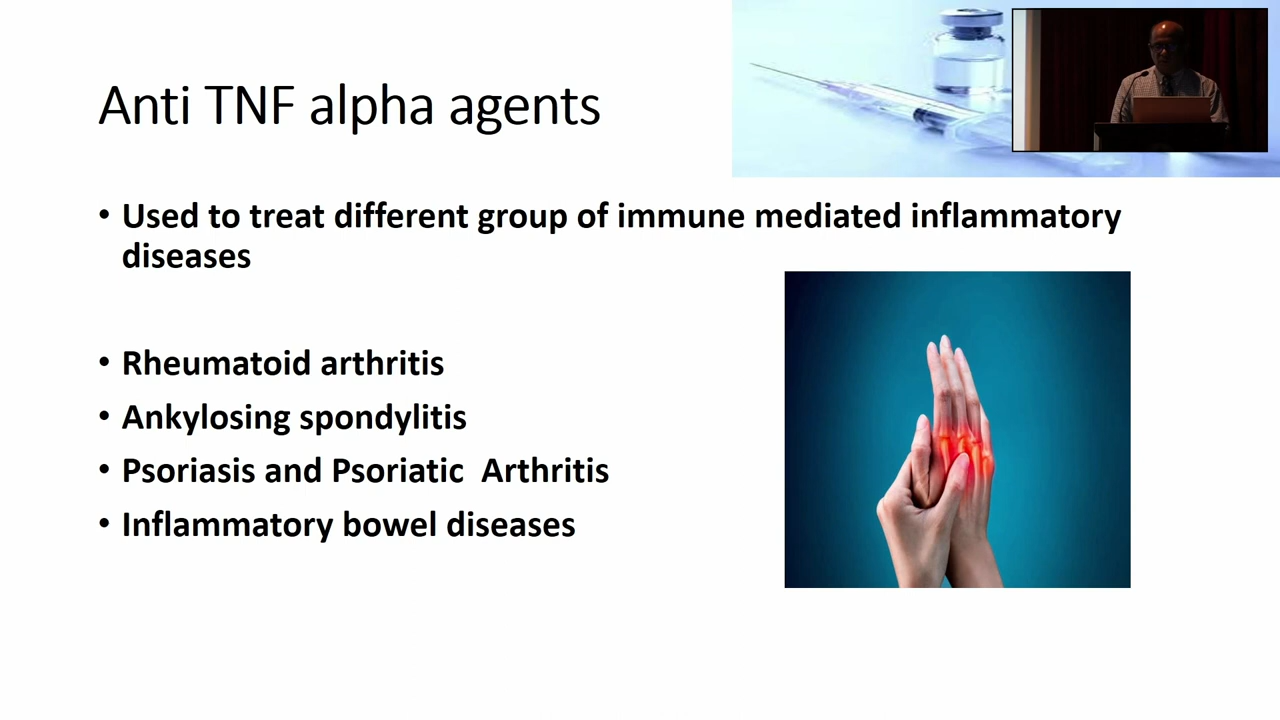 Anti TNF alpha agents
• Used to treat different group of immune mediated inflammatory
diseases
• Rheumatoid arthritis
• Ankylosing spondylitis
• Psoriasis and Psoriatic  Arthritis
• Inflammatory bowel diseases